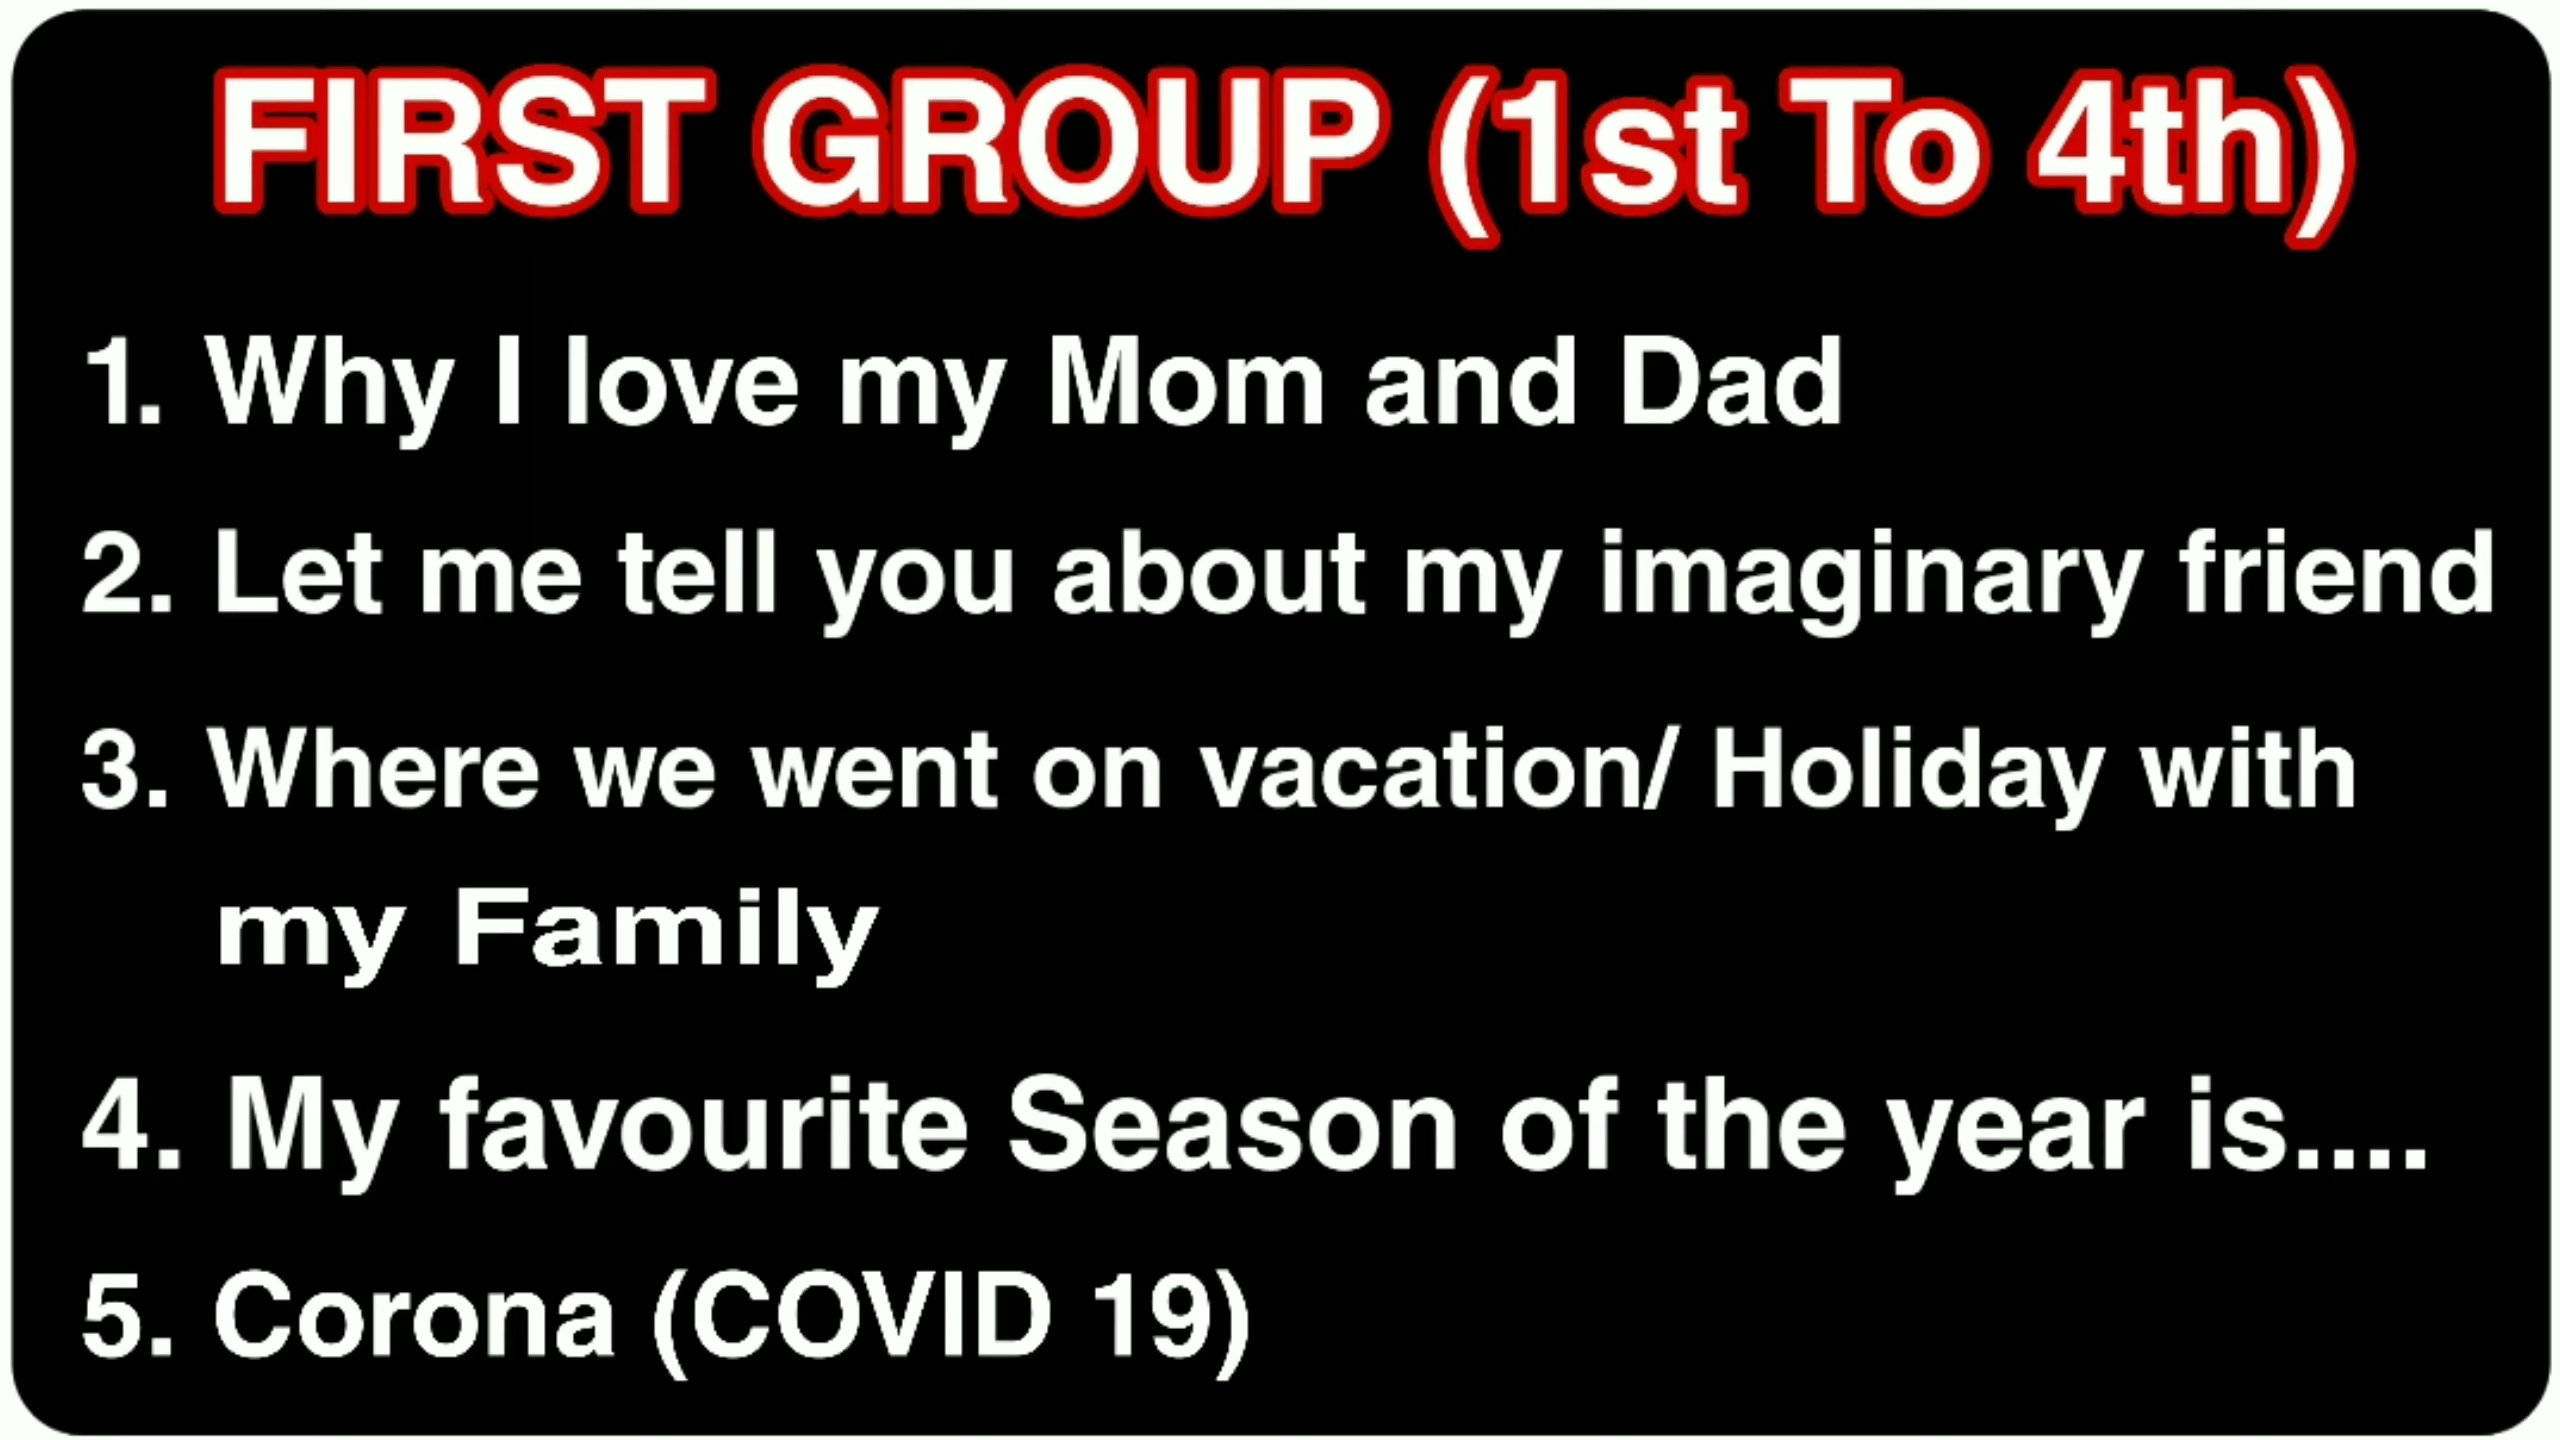 FIRST GROUP (1st To 4th)
1. Why I love my Mom and Dad
2. Let me tell you about my imaginary friend
3. Where we went on vacation/ Holiday with
my Family
4. My favourite Season of the year is....
5. Corona (COVID 19)